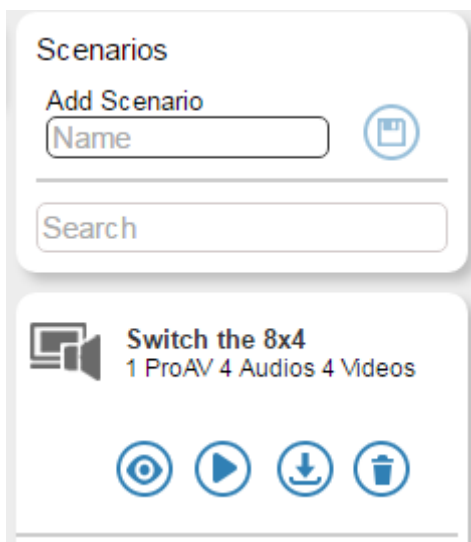 Scenarios
Add Scenario
Name
Search
Switch the 8x4
1 ProAV 4 Audios 4 Videos